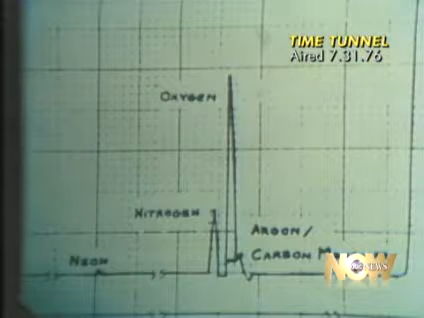 TIME TUNNEL
Aired 7.31.76
OXYGEN
NITROGEN
ARGON/
CARBON
NEON
NOW
abc NEWS